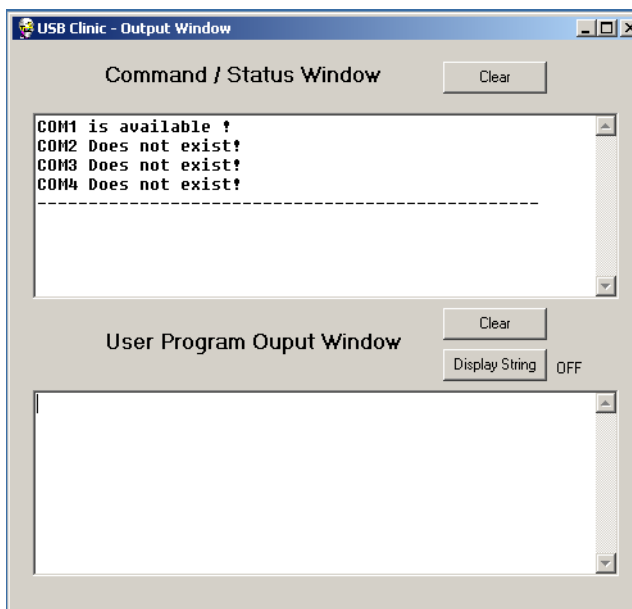 USB Clinic - Output Window
Command / Status Window
Clear
COM1 is available !
COM2 Does not exist!
COM3 Does not exist!
COM4 Does not exist!
-------------------------------------------------
Clear
User Program Ouput Window
Display String OFF